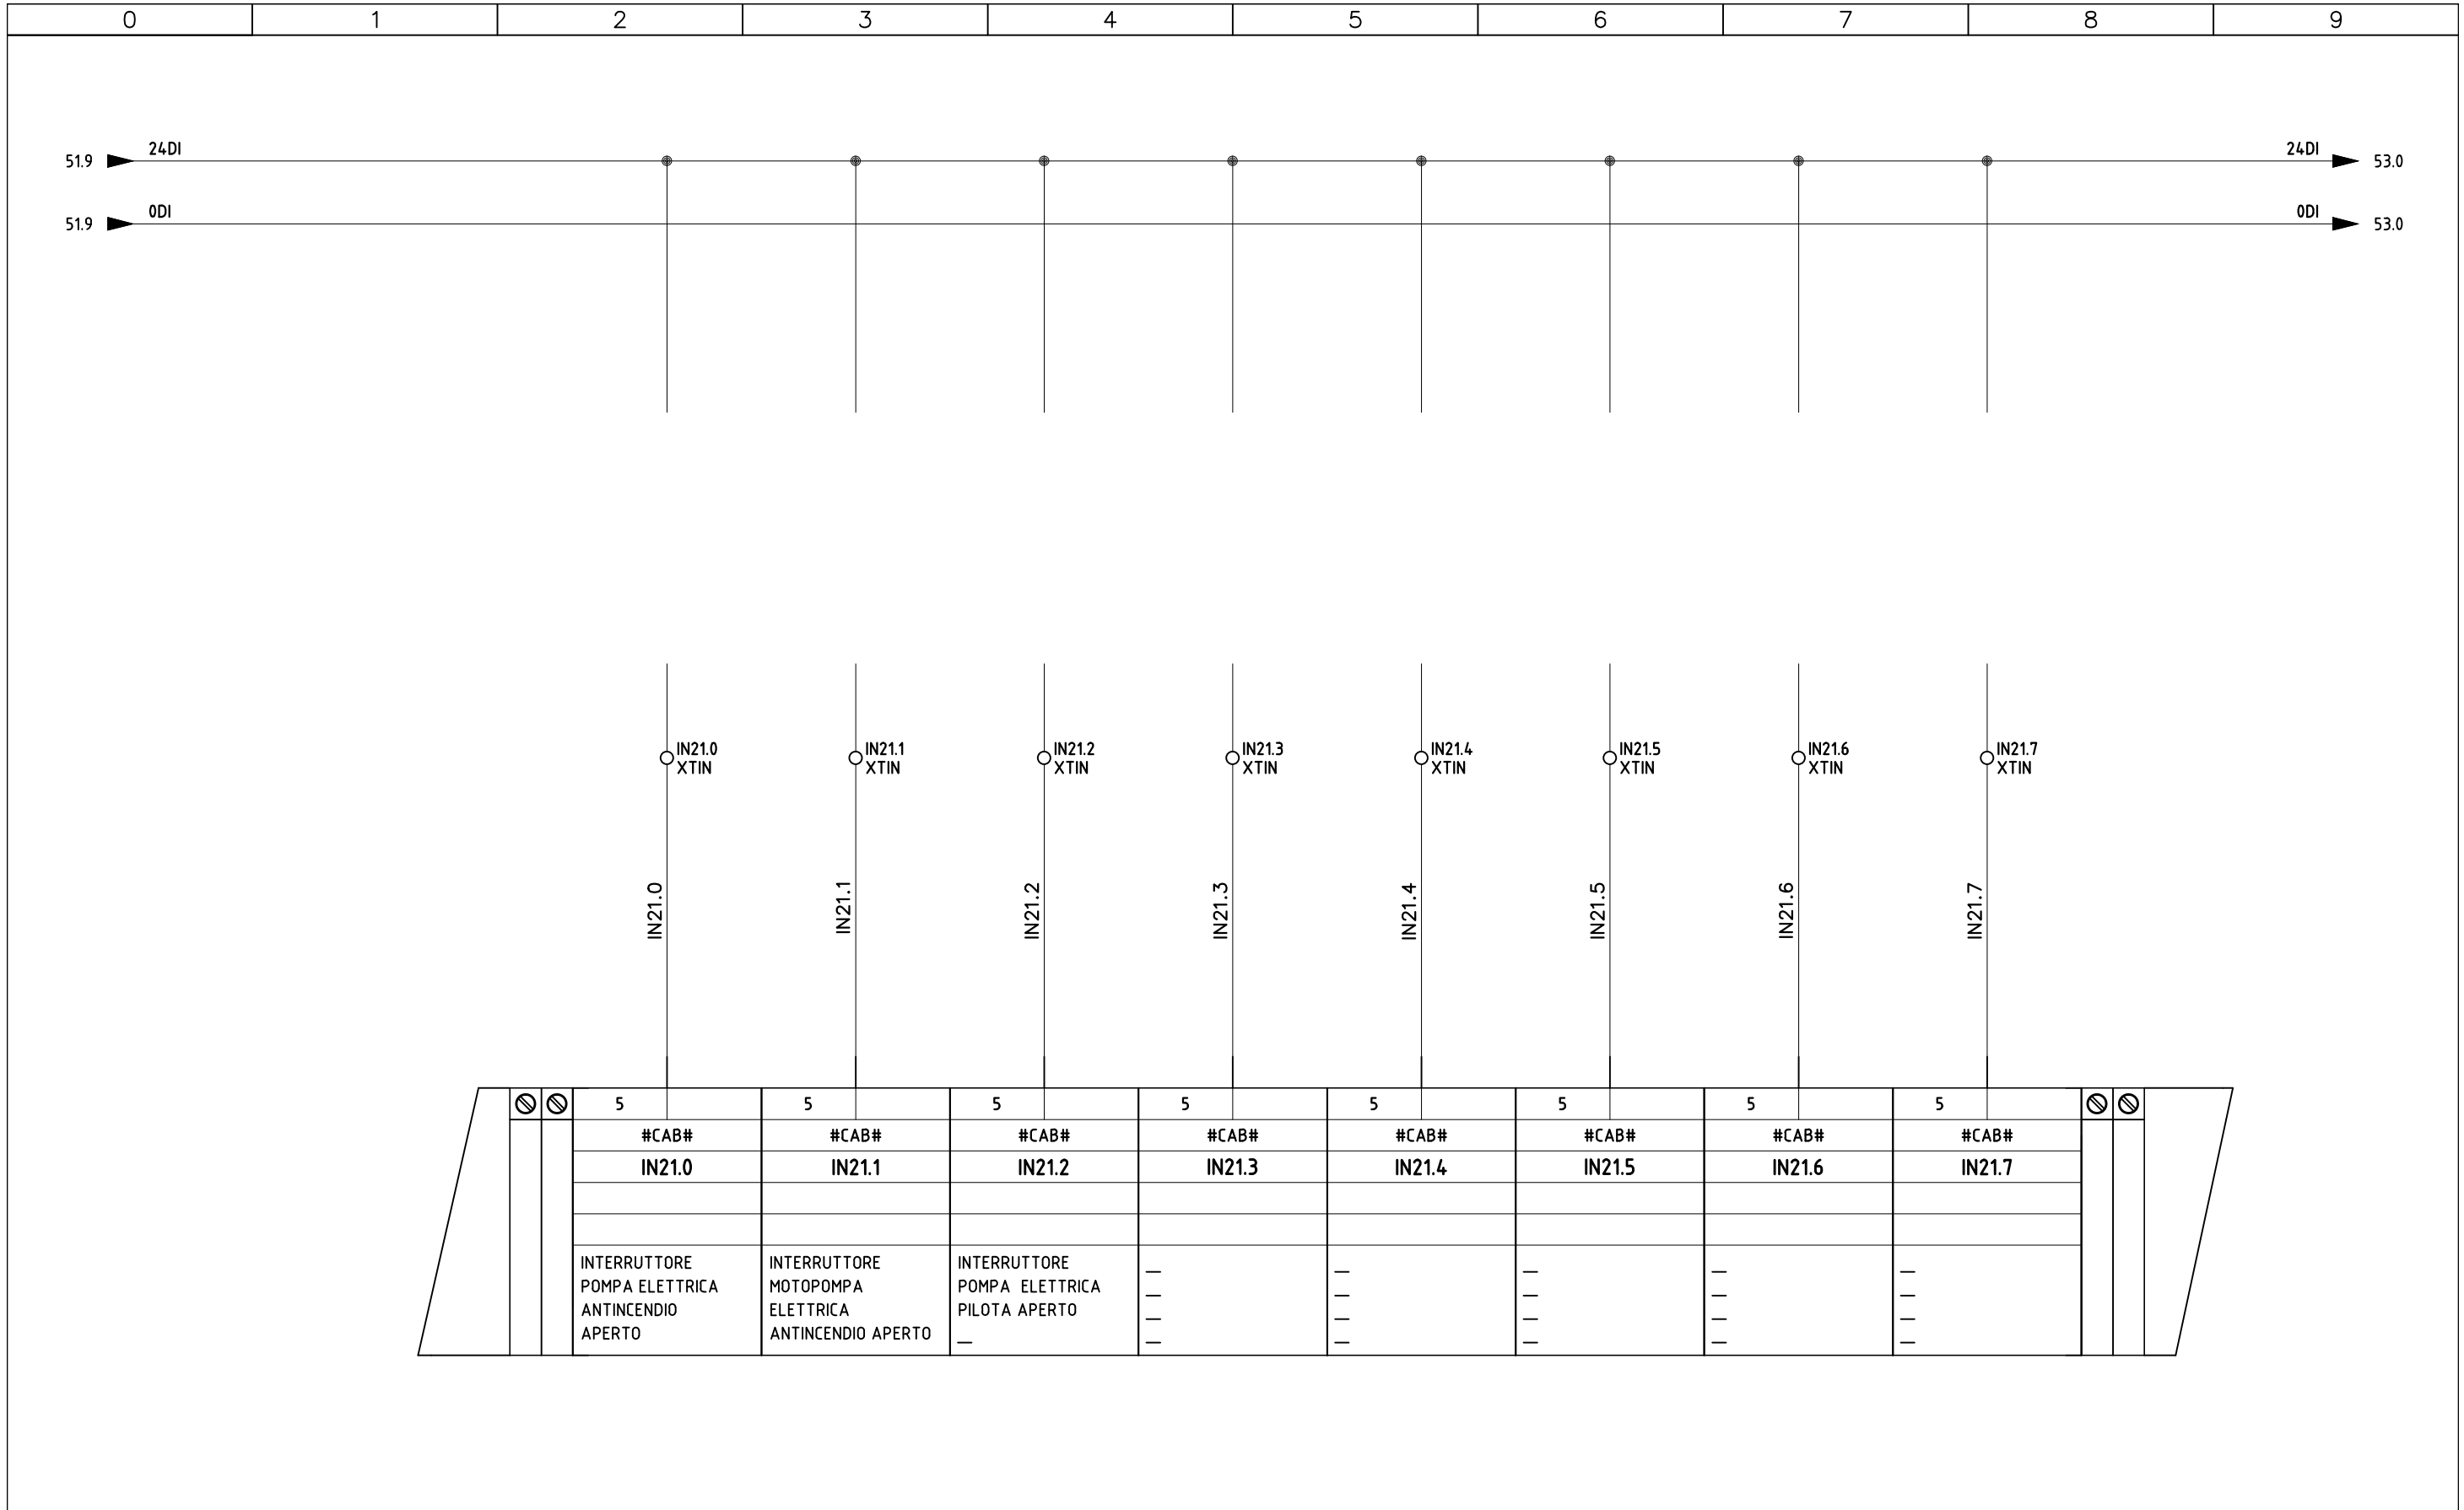 0 1 2 3 4 5 6 7 8 9
24DI 24DI
51.9 53.0
0DI 0DI
51.9 53.0
IN21.0 IN21.1 IN21.2 IN21.3 IN21.4 IN21.5 IN21.6 IN21.7
XTIN XTIN XTIN XTIN XTIN XTIN XTIN XTIN
IN21.0 IN21.1 IN21.2 IN21.3 IN21.4 IN21.5 IN21.6 IN21.7
5 5 5 5 5 5 5 5
#CAB# #CAB# #CAB# #CAB# #CAB# #CAB# #CAB# #CAB#
IN21.0 IN21.1 IN21.2 IN21.3 IN21.4 IN21.5 IN21.6 IN21.7
INTERRUTTORE
POMPA ELETTRICA
ANTINCENDIO
APERTO
INTERRUTTORE
MOTOPOMPA
ELETTRICA
ANTINCENDIO APERTO
INTERRUTTORE
POMPA ELETTRICA
PILOTA APERTO